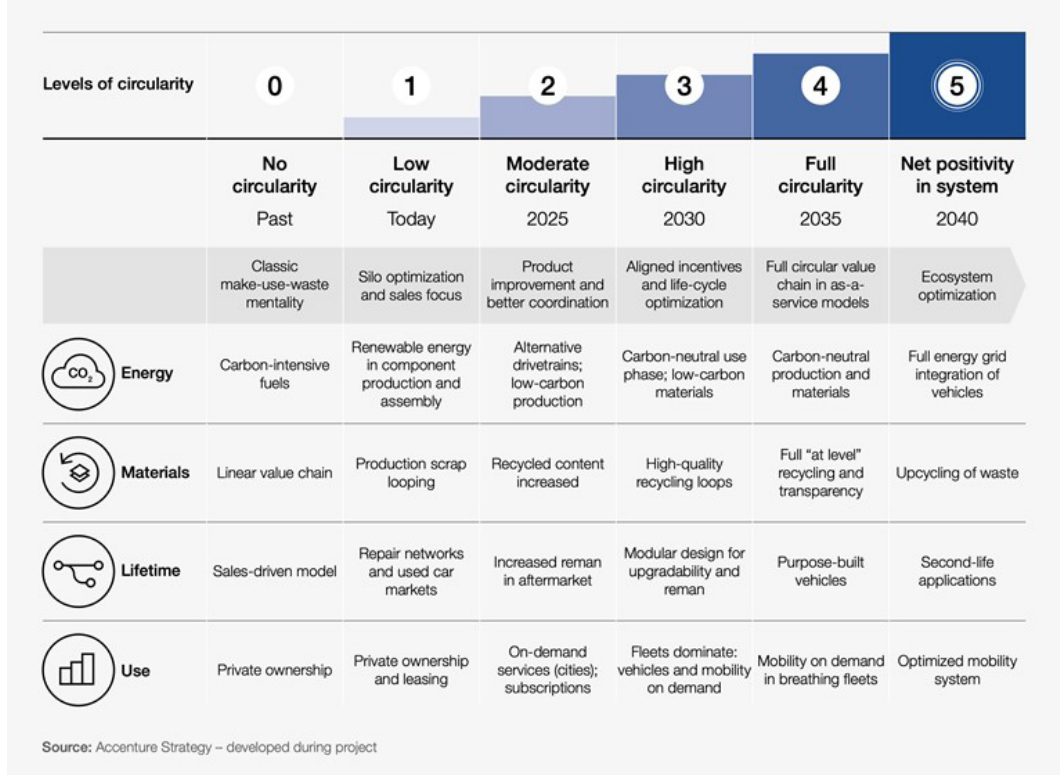 Levels of circularity
0
1
2
3
4
5
No
circularity
Past
Low
circularity
Today
Moderate
circularity
2025
High
circularity
2030
Full
circularity
2035
Net positivity
in system
2040
Classic
make-use-waste
mentality
Silo optimization
and sales focus
Product
improvement and
better coordination
Aligned incentives
and life-cycle
optimization
Full circular value
chain in as-a-
service models
Ecosystem
optimization
CO2
Energy
Carbon-intensive
fuels
Renewable energy
in component
production and
assembly
Alternative
drivetrains;
low-carbon
production
Carbon-neutral use
phase; low-carbon
materials
Carbon-neutral
production and
materials
Full energy grid
integration of
vehicles
Materials
Linear value chain
Production scrap
looping
Recycled content
increased
High-quality
recycling loops
Full “at level”
recycling and
transparency
Upcycling of waste
Lifetime
Sales-driven model
Repair networks
and used car
markets
Increased reman
in aftermarket
Modular design for
upgradability and
reman
Purpose-built
vehicles
Second-life
applications
Use
Private ownership
Private ownership
and leasing
On-demand
services (cities);
subscriptions
Fleets dominate:
vehicles and mobility
on demand
Mobility on demand
in breathing fleets
Optimized mobility
system
Source: Accenture Strategy – developed during project